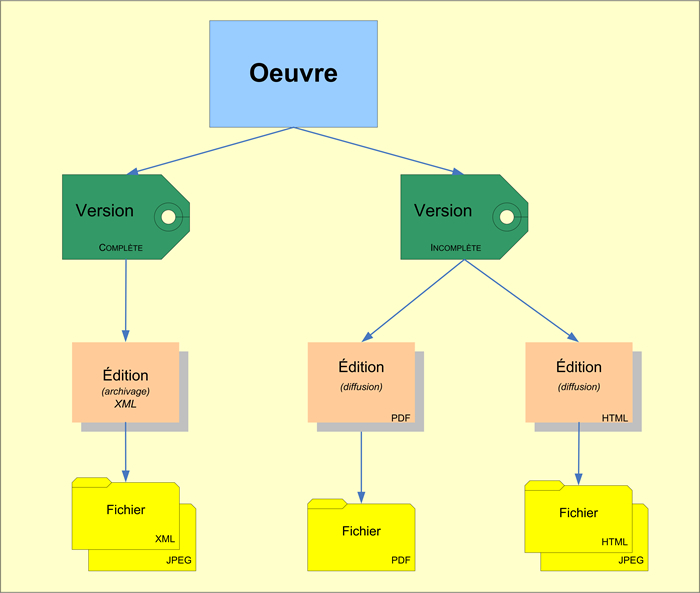 Oeuvre
Version
COMPLÈTE
Version
INCOMPLÈTE
Édition
(archivage)
XML
Édition
(diffusion)
PDF
Édition
(diffusion)
HTML
Fichier
XML
JPEG
Fichier
PDF
Fichier
HTML
JPEG